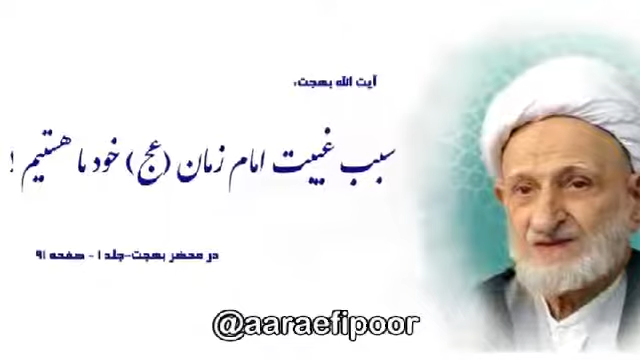 آیت الله بهجت:
سبب غیبت امام زمان (عج) خود ما هستیم !
در محضر بهجت-جلد ۱ - صفحه ۹۱
@aaraefipoor